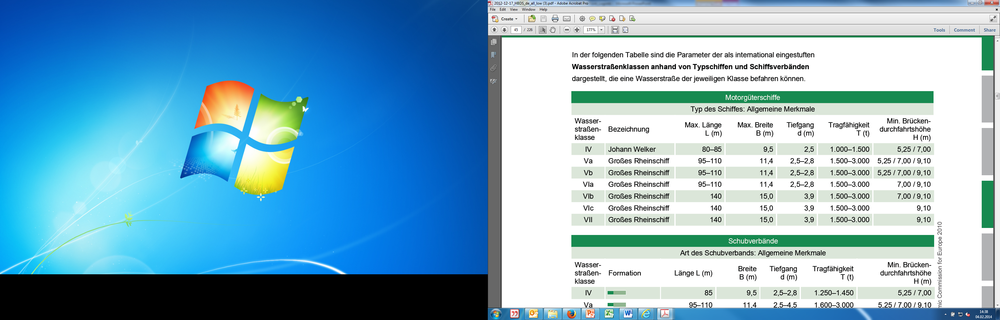 2012-12-17_HBDS_de_all_low (3).pdf - Adobe Acrobat Pro
File Edit View Window Help
Create
45 / 226 177% Tools Comment Share
In der folgenden Tabelle sind die Parameter der als international eingestuften
Wasserstraßenklassen anhand von Typschiffen und Schiffsverbänden
dargestellt, die eine Wasserstraße der jeweiligen Klasse befahren können.
Motorgüterschiffe
Typ des Schiffes: Allgemeine Merkmale
Wasser- Min. Brücken-
straßen- Bezeichnung Max. Länge Max. Breite Tiefgang Tragfähigkeit durchfahrtshöhe
klasse L (m) B (m) d (m) T (t) H (m)
IV Johann Welker 80–85 9,5 2,5 1.000–1.500 5,25 / 7,00
Va Großes Rheinschiff 95–110 11,4 2,5–2,8 1.500–3.000 5,25 / 7,00 / 9,10
Vb Großes Rheinschiff 95–110 11,4 2,5–2,8 1.500–3.000 5,25 / 7,00 / 9,10
VIa Großes Rheinschiff 95–110 11,4 2,5–2,8 1.500–3.000 7,00 / 9,10
VIb Großes Rheinschiff 140 15,0 3,9 1.500–3.000 7,00 / 9,10
VIc Großes Rheinschiff 140 15,0 3,9 1.500–3.000 9,10
VII Großes Rheinschiff 140 15,0 3,9 1.500–3.000 9,10
Schubverbände
Art des Schubverbands: Allgemeine Merkmale
Wasser- Min. Brücken-
straßen- Formation Länge L (m) Breite Tiefgang Tragfähigkeit durchfahrtshöhe
klasse B (m) d (m) T (t) H (m)
IV 85 9,5 2,5–2,8 1.250–1.450 5,25 / 7,00
Va 95–110 11,4 2,5–4,5 1.600–3.000 5,25 / 7,00 / 9,10
mic Commission for Europe 2010
14:38
04.02.2014